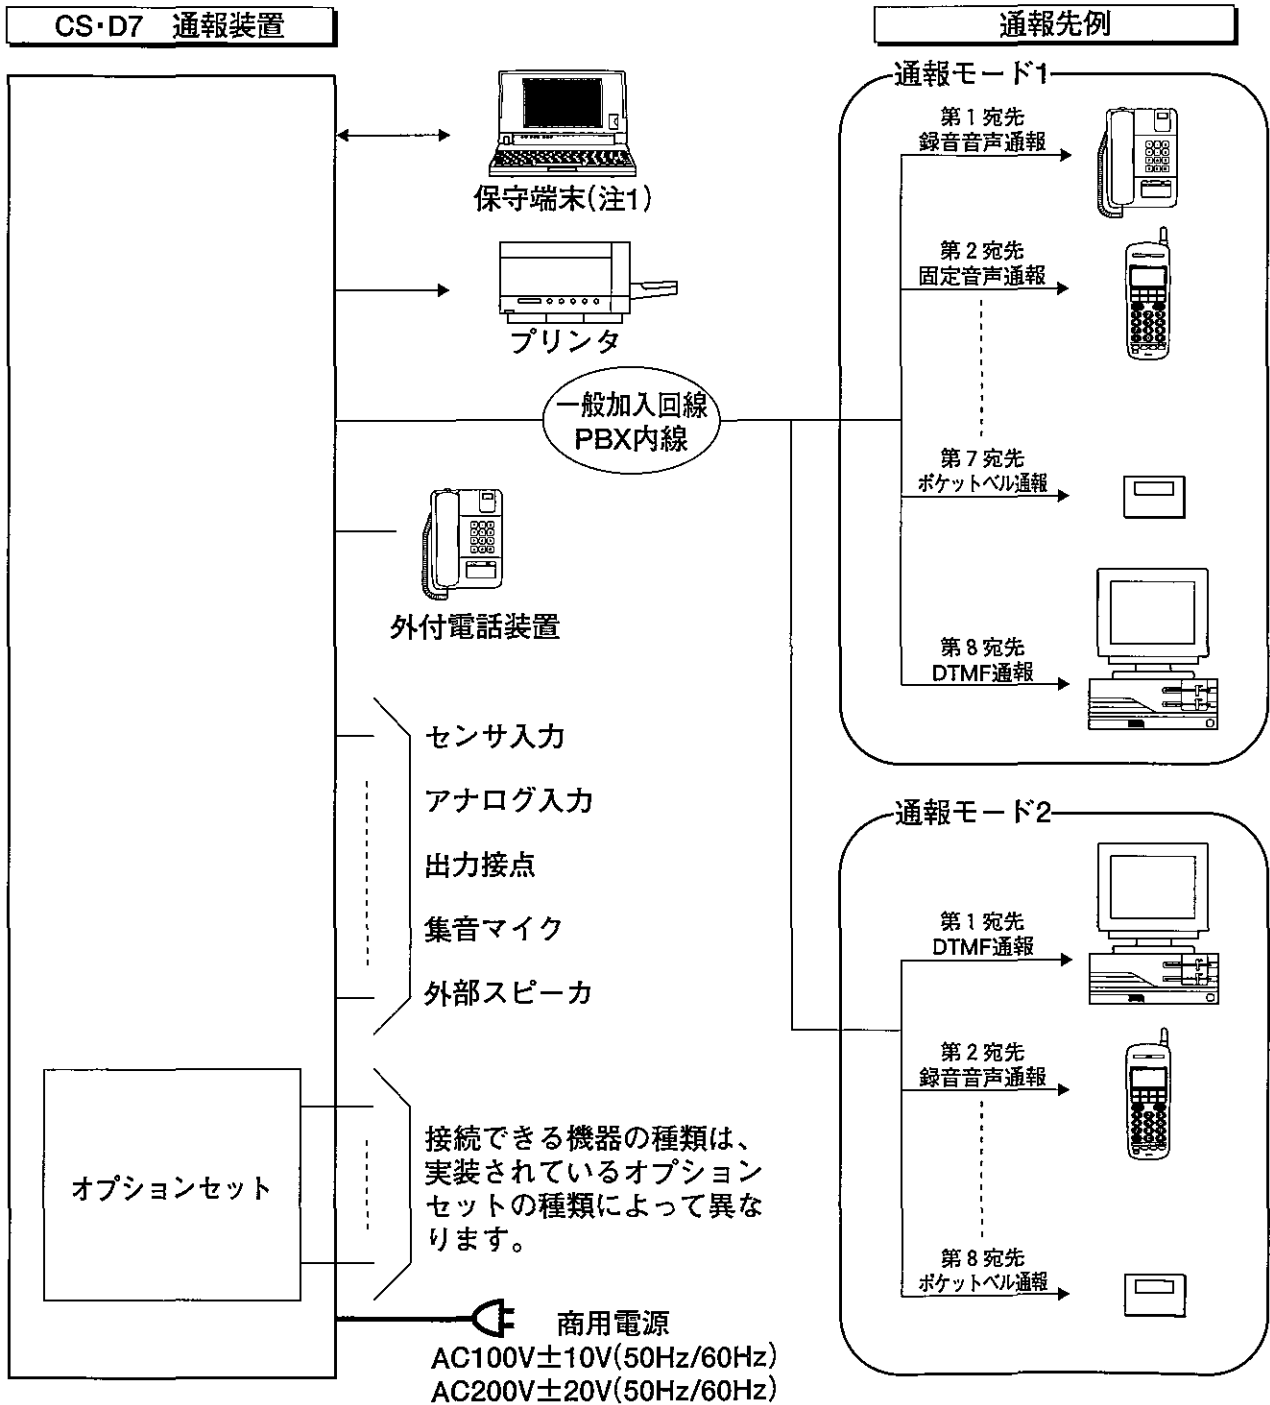 CS・D7 通報装置
通報先例
保守端末(注1)
プリンタ
一般加入回線
PBX内線
外付電話装置
センサ入力
アナログ入力
出力接点
集音マイク
外部スピーカ
オプションセット
接続できる機器の種類は、
実装されているオプション
セットの種類によって異な
ります。
商用電源
AC100V±10V(50Hz/60Hz)
AC200V±20V(50Hz/60Hz)
通報モード1
第1宛先
録音音声通報
第2宛先
固定音声通報
第7宛先
ポケットベル通報
第8宛先
DTMF通報
通報モード2
第1宛先
DTMF通報
第2宛先
録音音声通報
第8宛先
ポケットベル通報